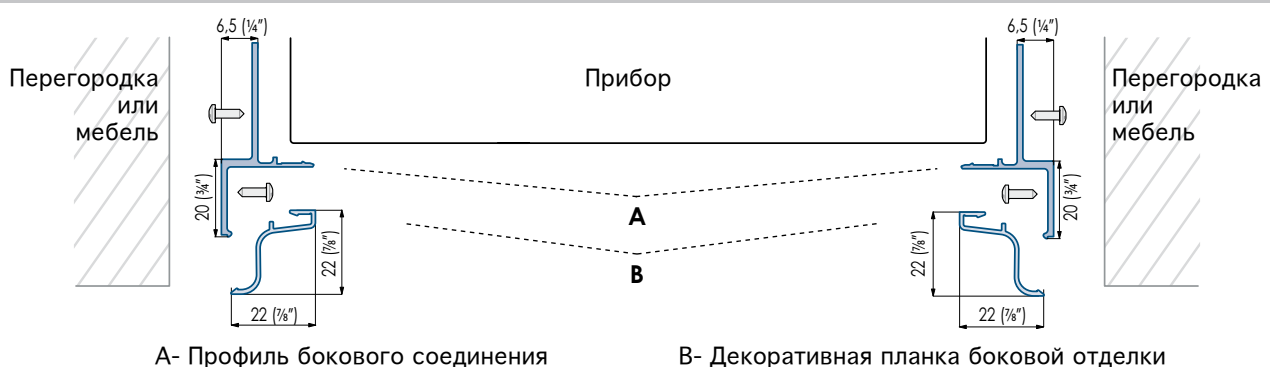 6,5 (¼")
6,5 (¼")
Перегородка
или
мебель
Прибор
Перегородка
или
мебель
20 (¾")
20 (¾")
A
22 (⅞")
22 (⅞")
B
22 (⅞")
22 (⅞")
A- Профиль бокового соединения
B- Декоративная планка боковой отделки